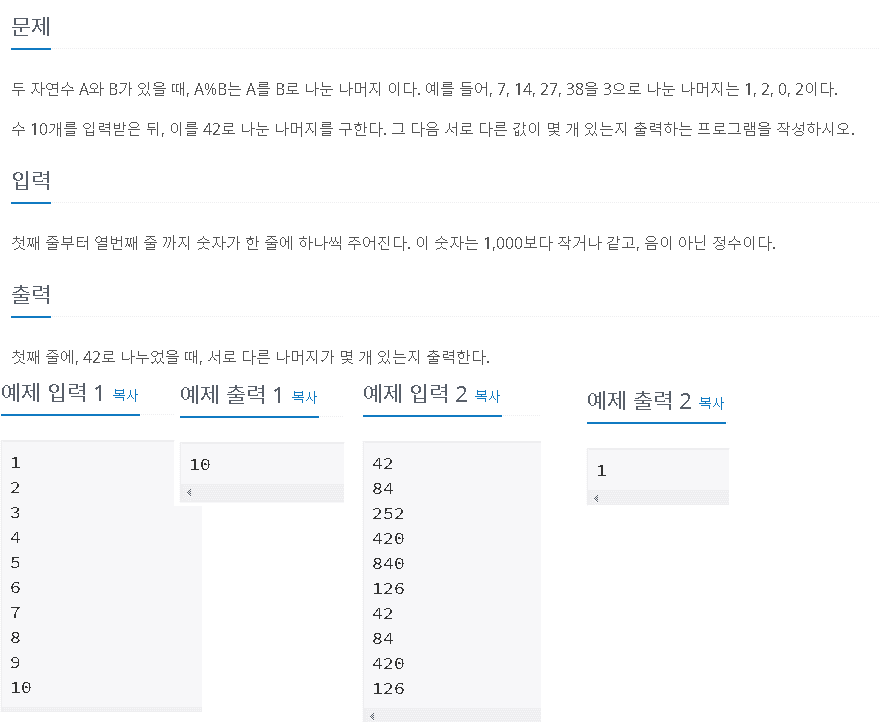 문제
두 자연수 A와 B가 있을 때, A%B는 A를 B로 나눈 나머지 이다. 예를 들어, 7, 14, 27, 38을 3으로 나눈 나머지는 1, 2, 0, 2이다.
수 10개를 입력받은 뒤, 이를 42로 나눈 나머지를 구한다. 그 다음 서로 다른 값이 몇 개 있는지 출력하는 프로그램을 작성하시오.
입력
첫째 줄부터 열번째 줄 까지 숫자가 한 줄에 하나씩 주어진다. 이 숫자는 1,000보다 작거나 같고, 음이 아닌 정수이다.
출력
첫째 줄에, 42로 나누었을 때, 서로 다른 나머지가 몇 개 있는지 출력한다.
예제 입력 1 복사
1
2
3
4
5
6
7
8
9
10
예제 출력 1 복사
10
예제 입력 2 복사
42
84
252
420
840
126
42
84
420
126
예제 출력 2 복사
1